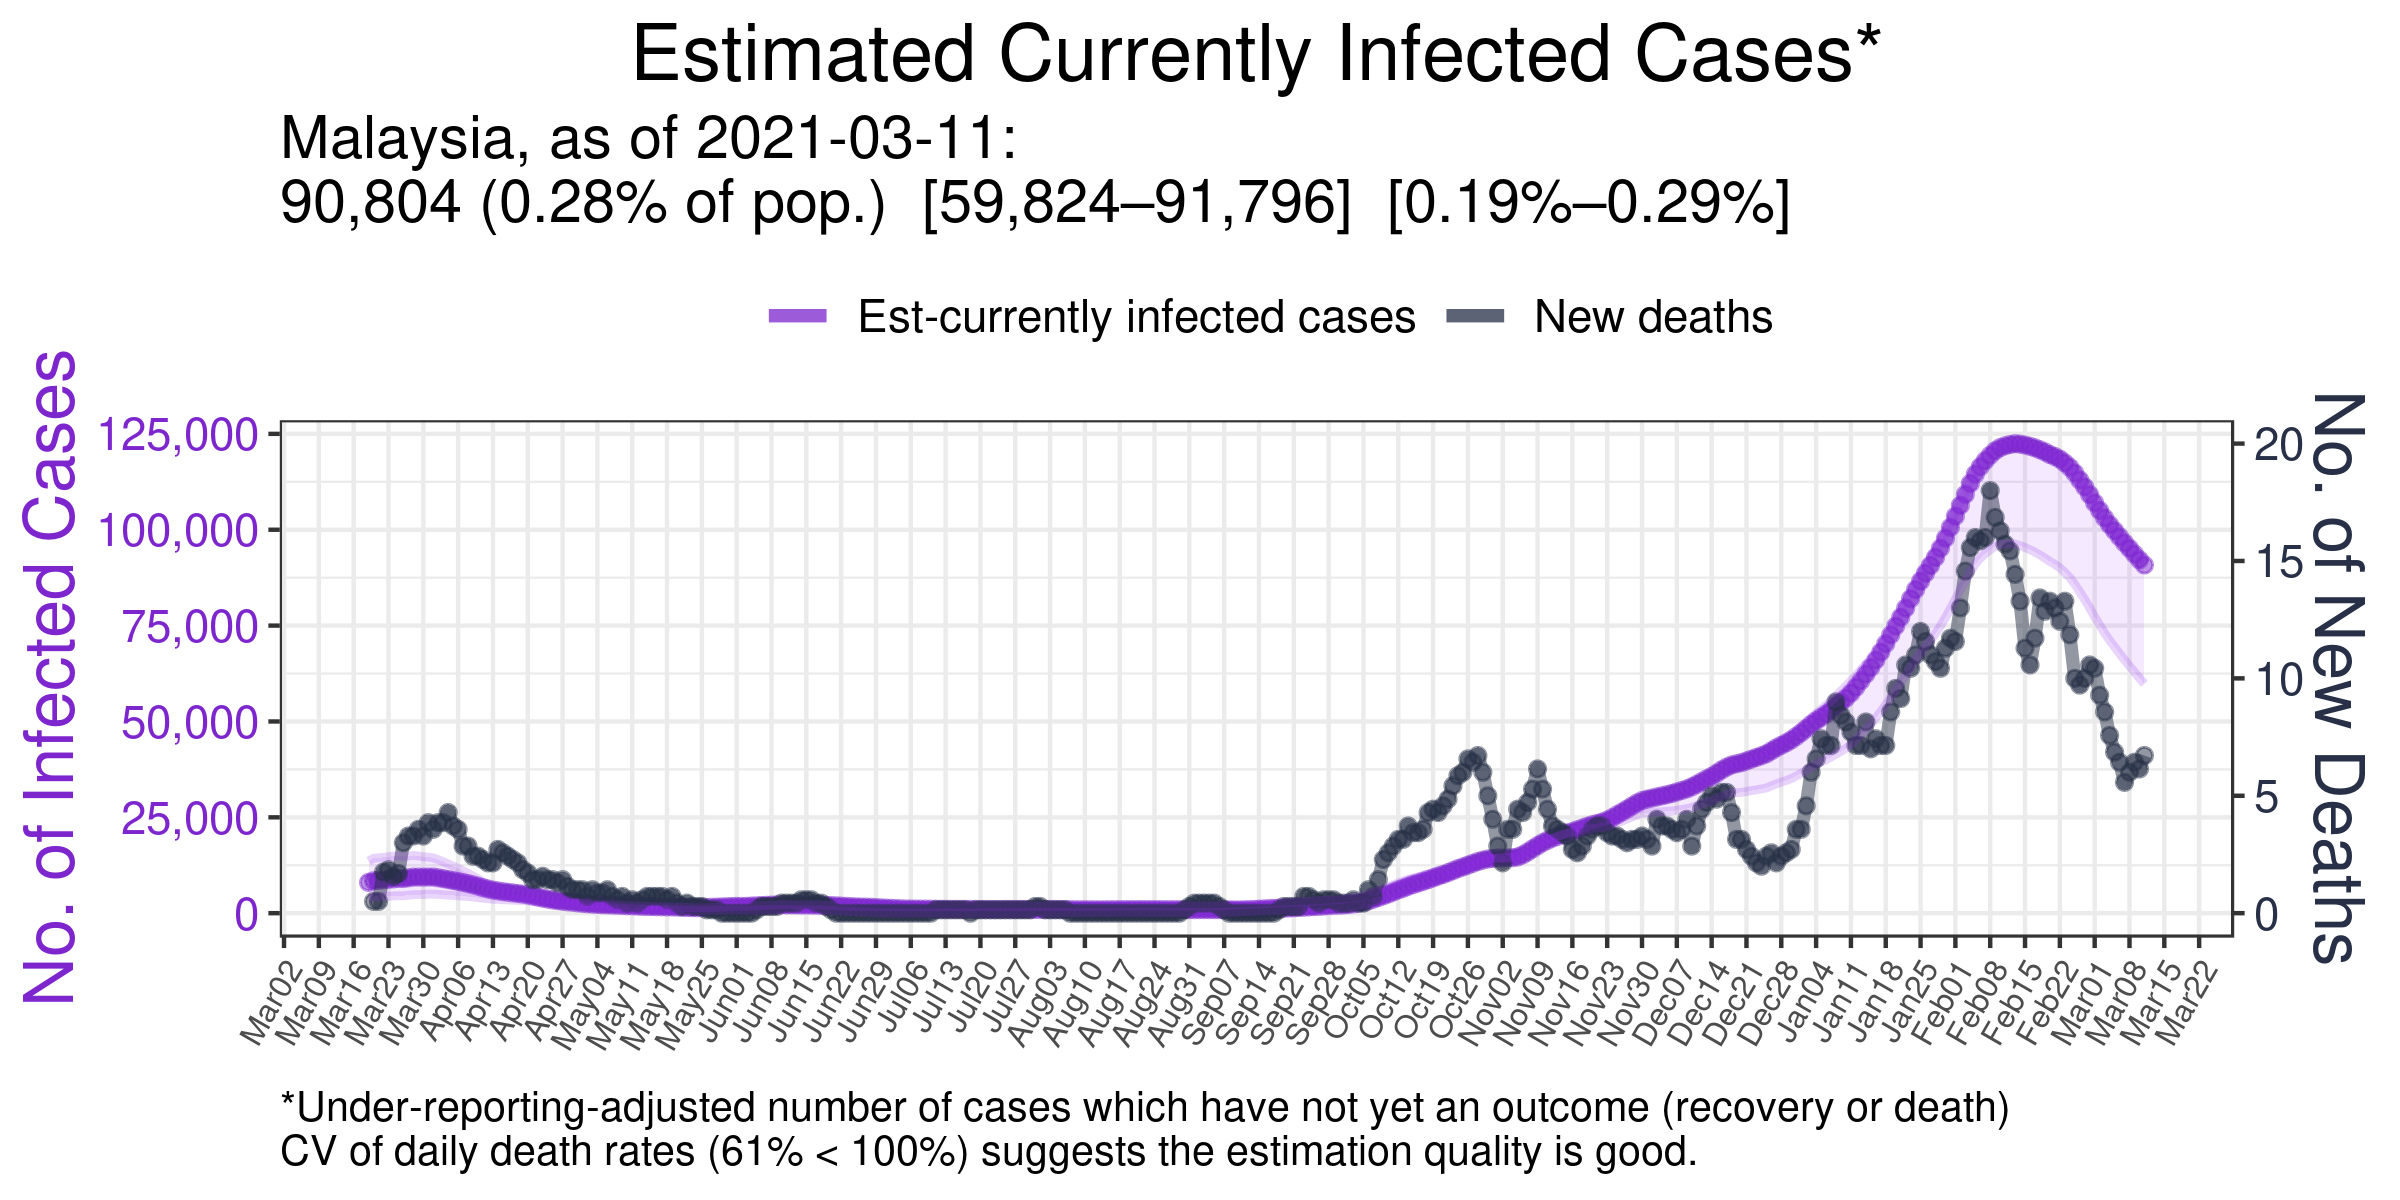 Estimated Currently Infected Cases*
Malaysia, as of 2021-03-11:
90,804 (0.28% of pop.) [59,824–91,796] [0.19%–0.29%]
Est-currently infected cases New deaths
No. of Infected Cases
125,000
100,000
75,000
50,000
25,000
0
20
15
10
5
0
No. of New Deaths
Mar02 Mar09 Mar16 Mar23 Mar30 Apr06 Apr13 Apr20 Apr27 May04 May11 May18 May25 Jun01 Jun08 Jun15 Jun22 Jun29 Jul06 Jul13 Jul20 Jul27 Aug03 Aug10 Aug17 Aug24 Aug31 Sep07 Sep14 Sep21 Sep28 Oct05 Oct12 Oct19 Oct26 Nov02 Nov09 Nov16 Nov23 Nov30 Dec07 Dec14 Dec21 Dec28 Jan04 Jan11 Jan18 Jan25 Feb01 Feb08 Feb15 Feb22 Mar01 Mar08 Mar15 Mar22
*Under-reporting-adjusted number of cases which have not yet an outcome (recovery or death)
CV of daily death rates (61% < 100%) suggests the estimation quality is good.